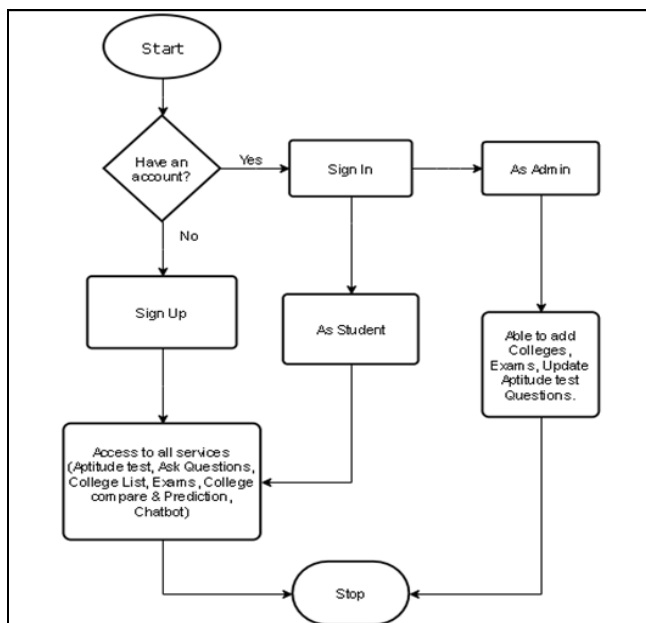 Start
Have an
account?
Yes
Sign In
As Admin
No
Sign Up
As Student
Able to add
Colleges,
Exams, Update
Aptitude test
Questions.
Access to all services
(Aptitude test, Ask Questions,
College List, Exams, College
compare & Prediction,
Chatbot)
Stop